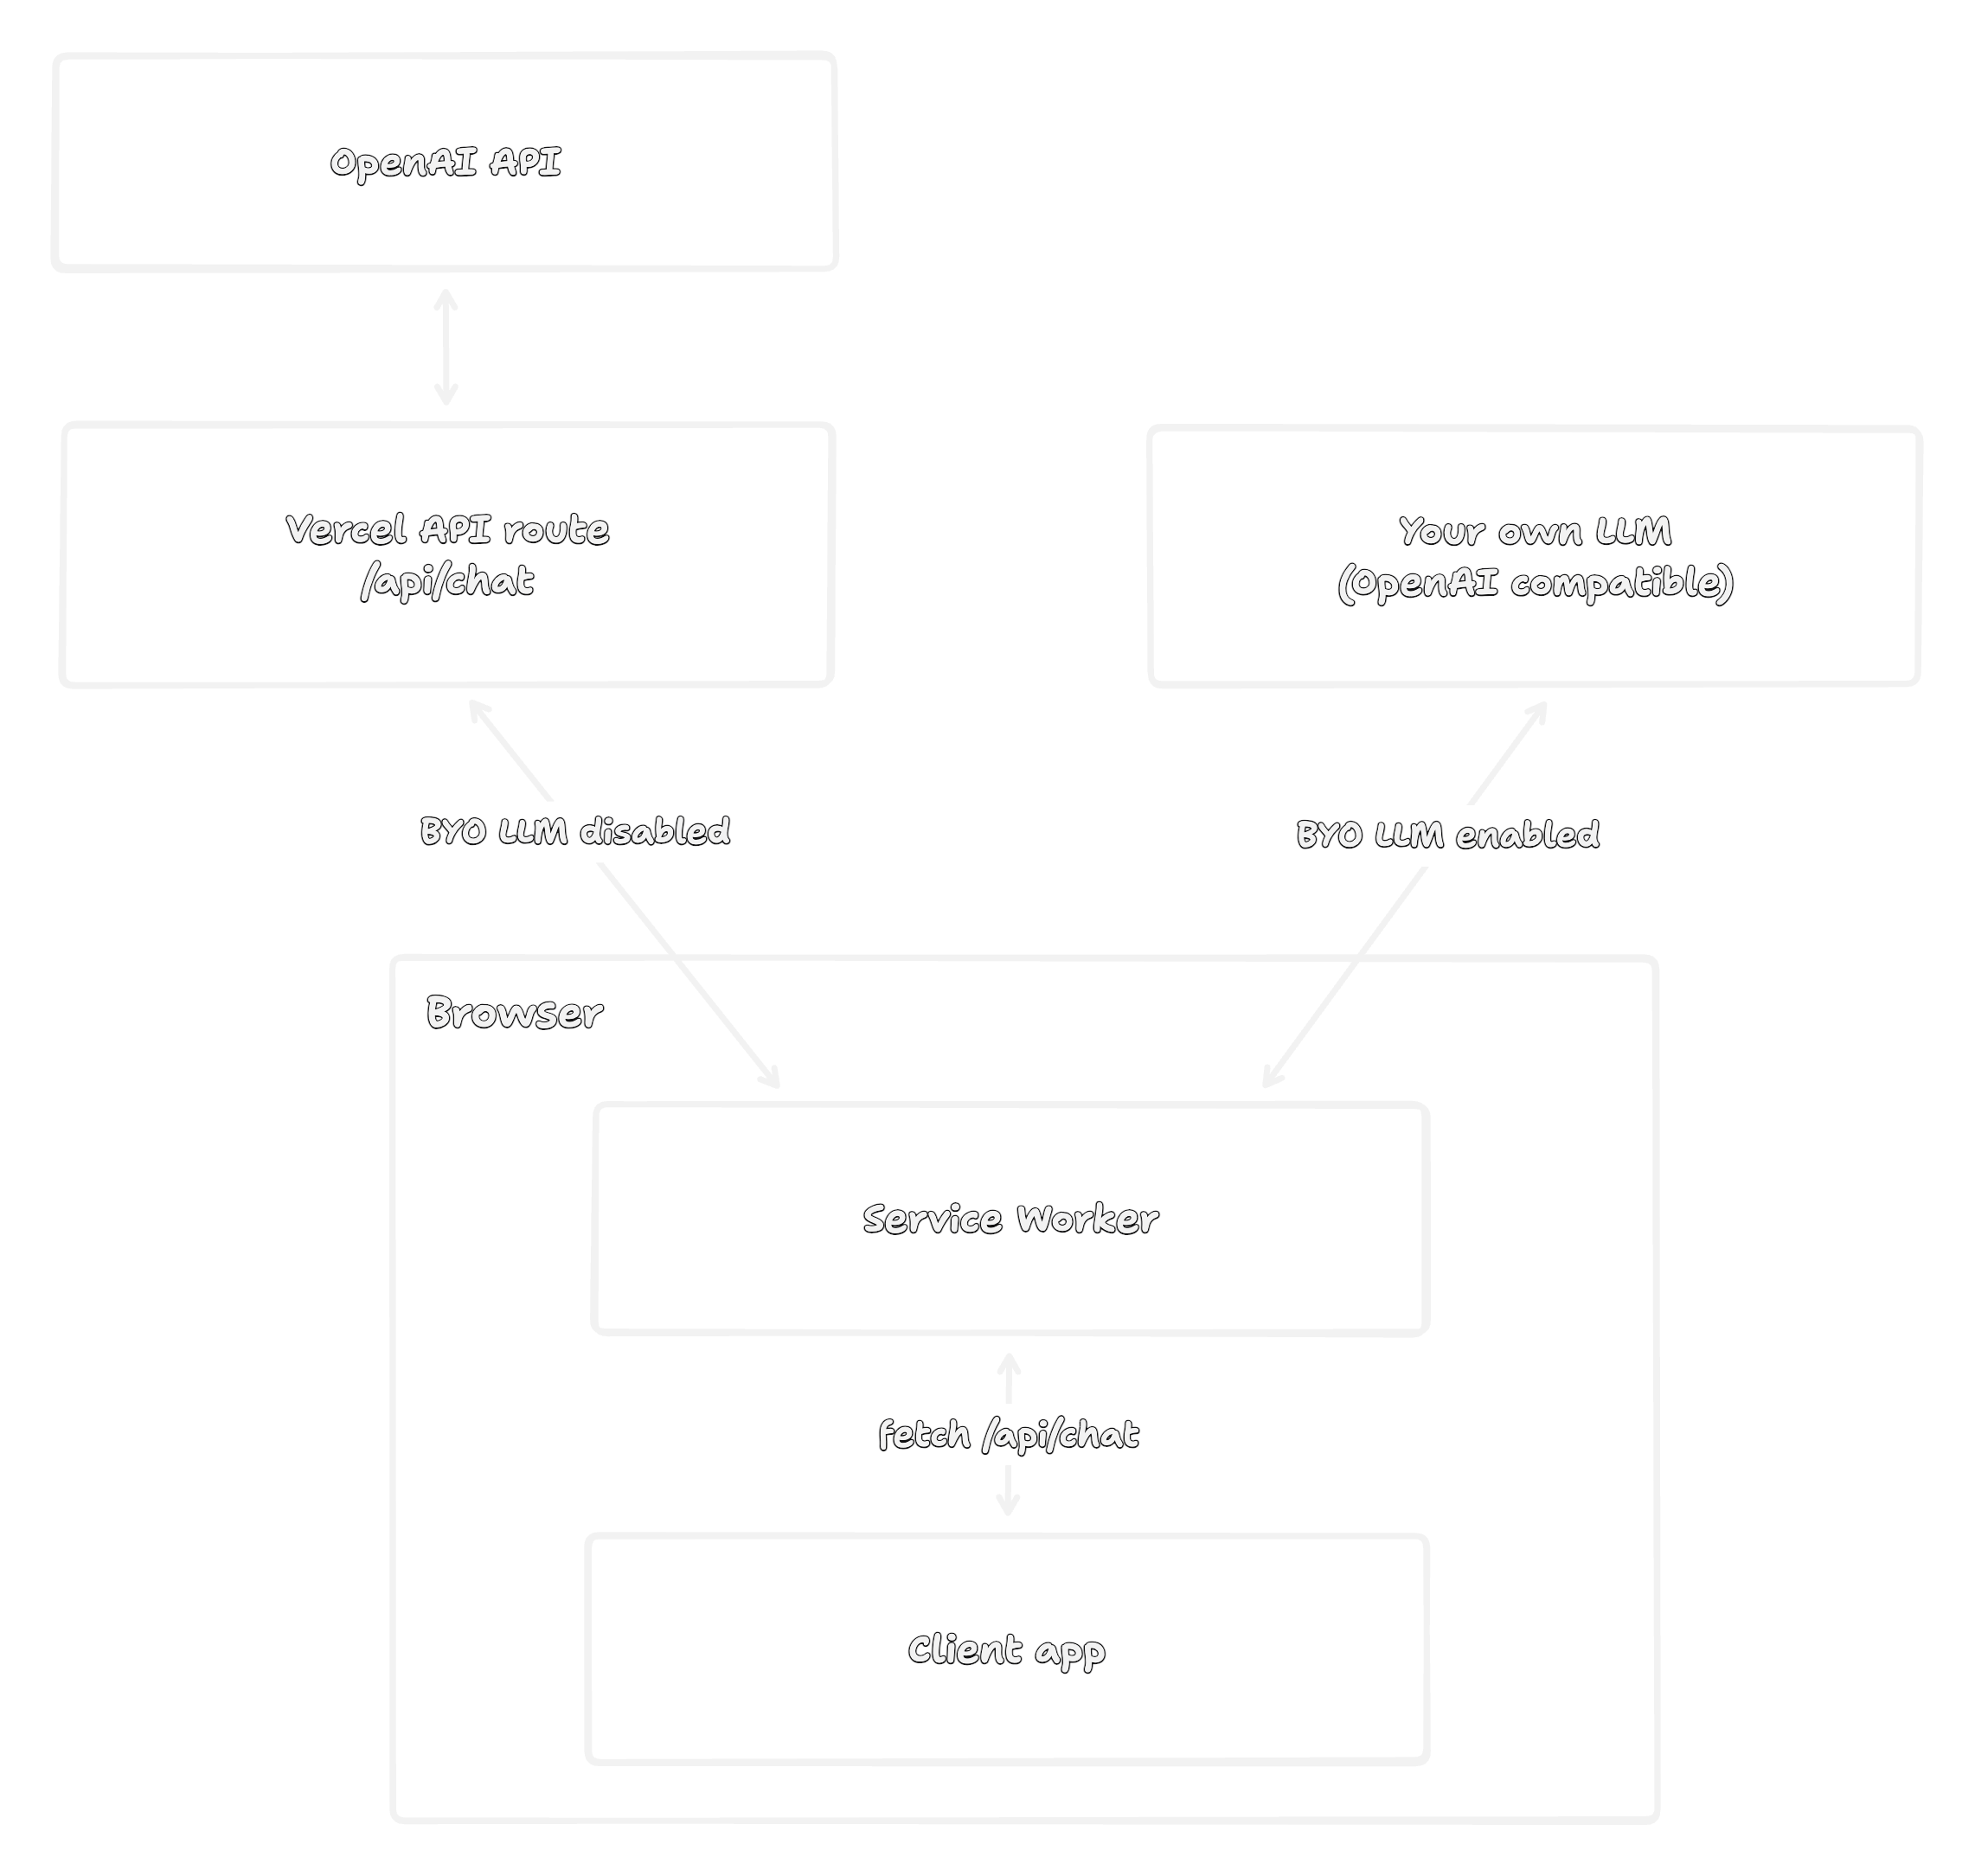 OpenAI API
Vercel API route
/api/chat
Your own LLM
(OpenAI compatible)
BYO LLM disabled
BYO LLM enabled
Browser
Service Worker
fetch /api/chat
Client app